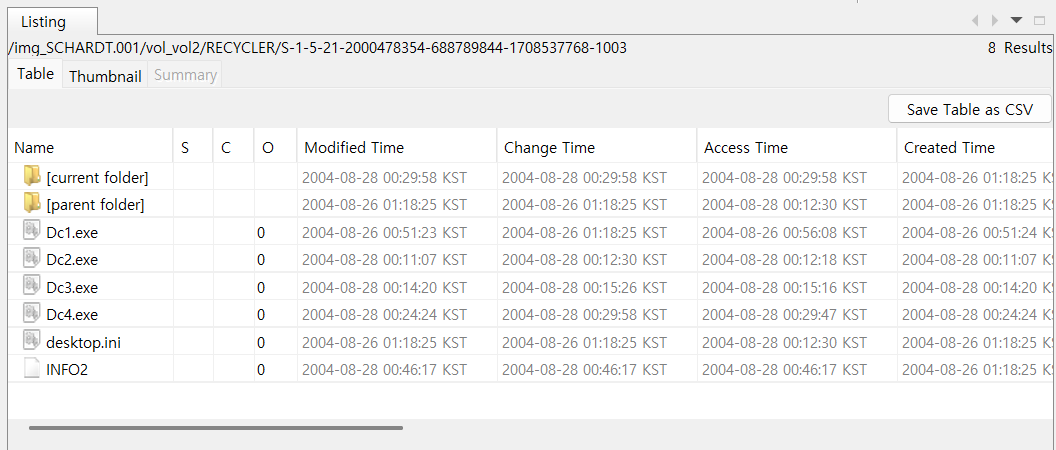 Listing
/img_SCHARDT.001/vol_vol2/RECYCLER/S-1-5-21-2000478354-688789844-1708537768-1003 8 Results
Table Thumbnail Summary
Save Table as CSV
Name S C O Modified Time Change Time Access Time Created Time
[current folder] 2004-08-28 00:29:58 KST 2004-08-28 00:29:58 KST 2004-08-28 00:29:58 KST 2004-08-26 01:18:25 KST
[parent folder] 2004-08-26 01:18:25 KST 2004-08-26 01:18:25 KST 2004-08-28 00:12:30 KST 2004-08-26 01:18:25 KST
Dc1.exe 0 2004-08-26 00:51:23 KST 2004-08-26 01:18:25 KST 2004-08-26 00:56:08 KST 2004-08-26 00:51:24 KST
Dc2.exe 0 2004-08-28 00:11:07 KST 2004-08-28 00:12:30 KST 2004-08-28 00:12:18 KST 2004-08-28 00:11:07 KST
Dc3.exe 0 2004-08-28 00:14:20 KST 2004-08-28 00:15:26 KST 2004-08-28 00:15:16 KST 2004-08-28 00:14:20 KST
Dc4.exe 0 2004-08-28 00:24:24 KST 2004-08-28 00:29:58 KST 2004-08-28 00:29:47 KST 2004-08-28 00:24:24 KST
desktop.ini 0 2004-08-26 01:18:25 KST 2004-08-26 01:18:25 KST 2004-08-28 00:12:30 KST 2004-08-26 01:18:25 KST
INFO2 0 2004-08-28 00:46:17 KST 2004-08-28 00:46:17 KST 2004-08-28 00:46:17 KST 2004-08-26 01:18:25 KST